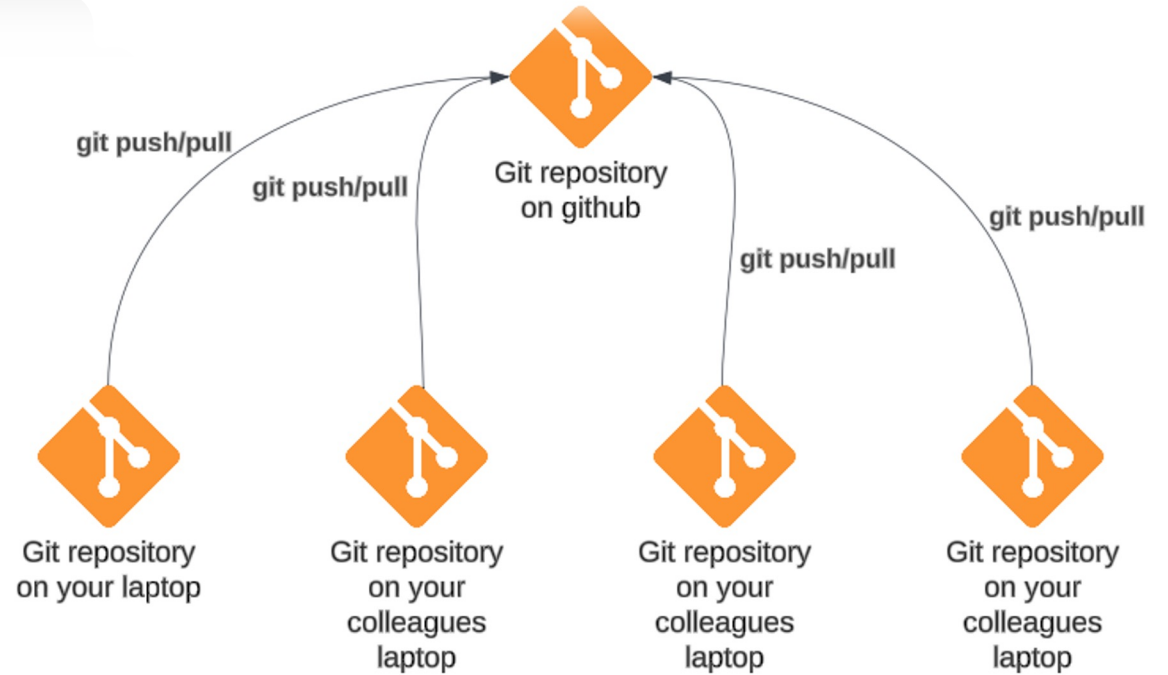 git push/pull
git push/pull
Git repository
on github
git push/pull
git push/pull
Git repository
on your laptop
Git repository
on your
colleagues
laptop
Git repository
on your
colleagues
laptop
Git repository
on your
colleagues
laptop